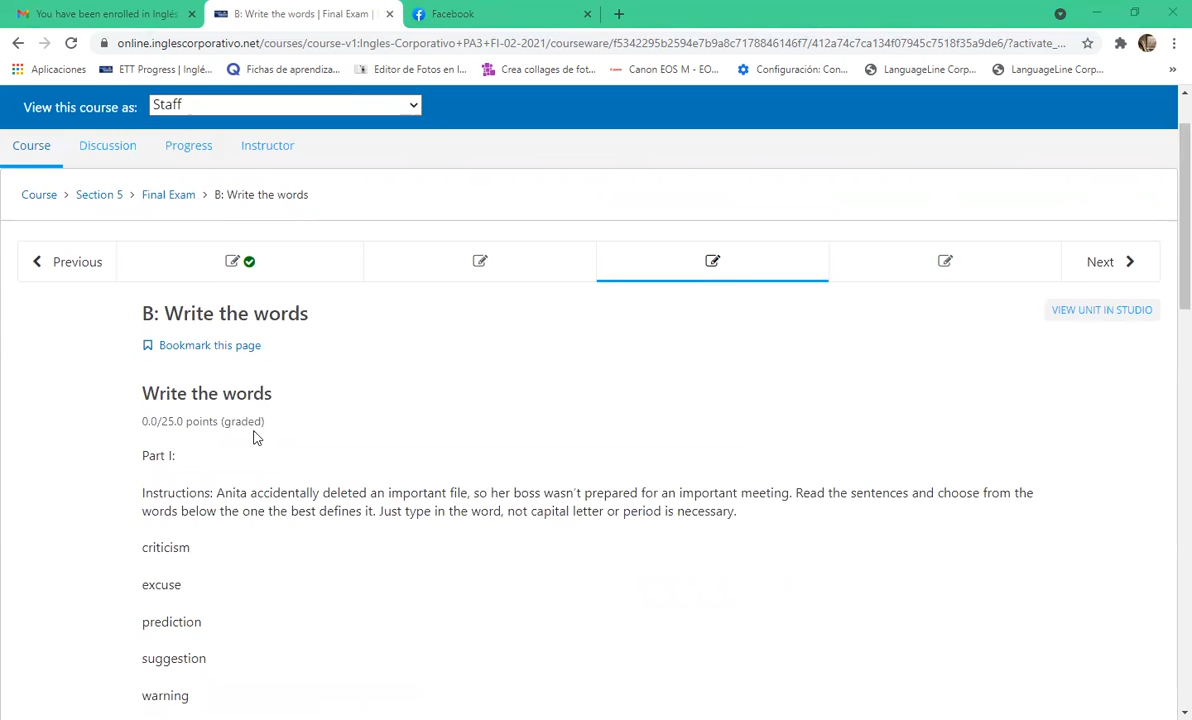 You have been enrolled in Inglés
B: Write the words | Final Exam |
Facebook
online.inglescorporativo.net/courses/course-v1:Ingles-Corporativo+PA3+FI-02-2021/courseware/f5342295b2594e7b9a8c7178846146f7/412a74c7ca134f07945c7518f35a9de6/?activate_...
Aplicaciones
ETT Progress | Inglé...
Fichas de aprendiza...
Editor de Fotos en l...
Crea collages de fot...
Canon EOS M - EO...
Configuración: Con...
LanguageLine Corp...
LanguageLine Corp...
»
View this course as: Staff
Course Discussion Progress Instructor
Course > Section 5 > Final Exam > B: Write the words
Previous
Next
B: Write the words
VIEW UNIT IN STUDIO
Bookmark this page
Write the words
0.0/25.0 points (graded)
Part I:
Instructions: Anita accidentally deleted an important file, so her boss wasn't prepared for an important meeting. Read the sentences and choose from the
words below the one the best defines it. Just type in the word, not capital letter or period is necessary.
criticism
excuse
prediction
suggestion
warning